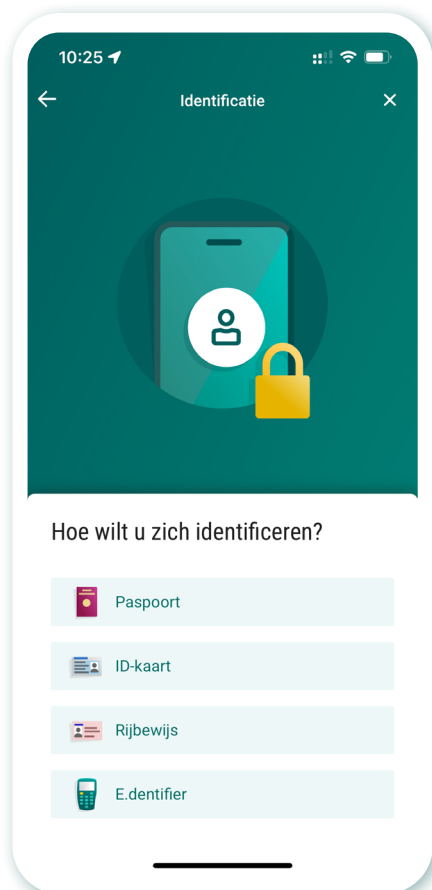 10:25
Identificatie
Hoe wilt u zich identificeren?
Paspoort
ID-kaart
Rijbewijs
E.dentifier